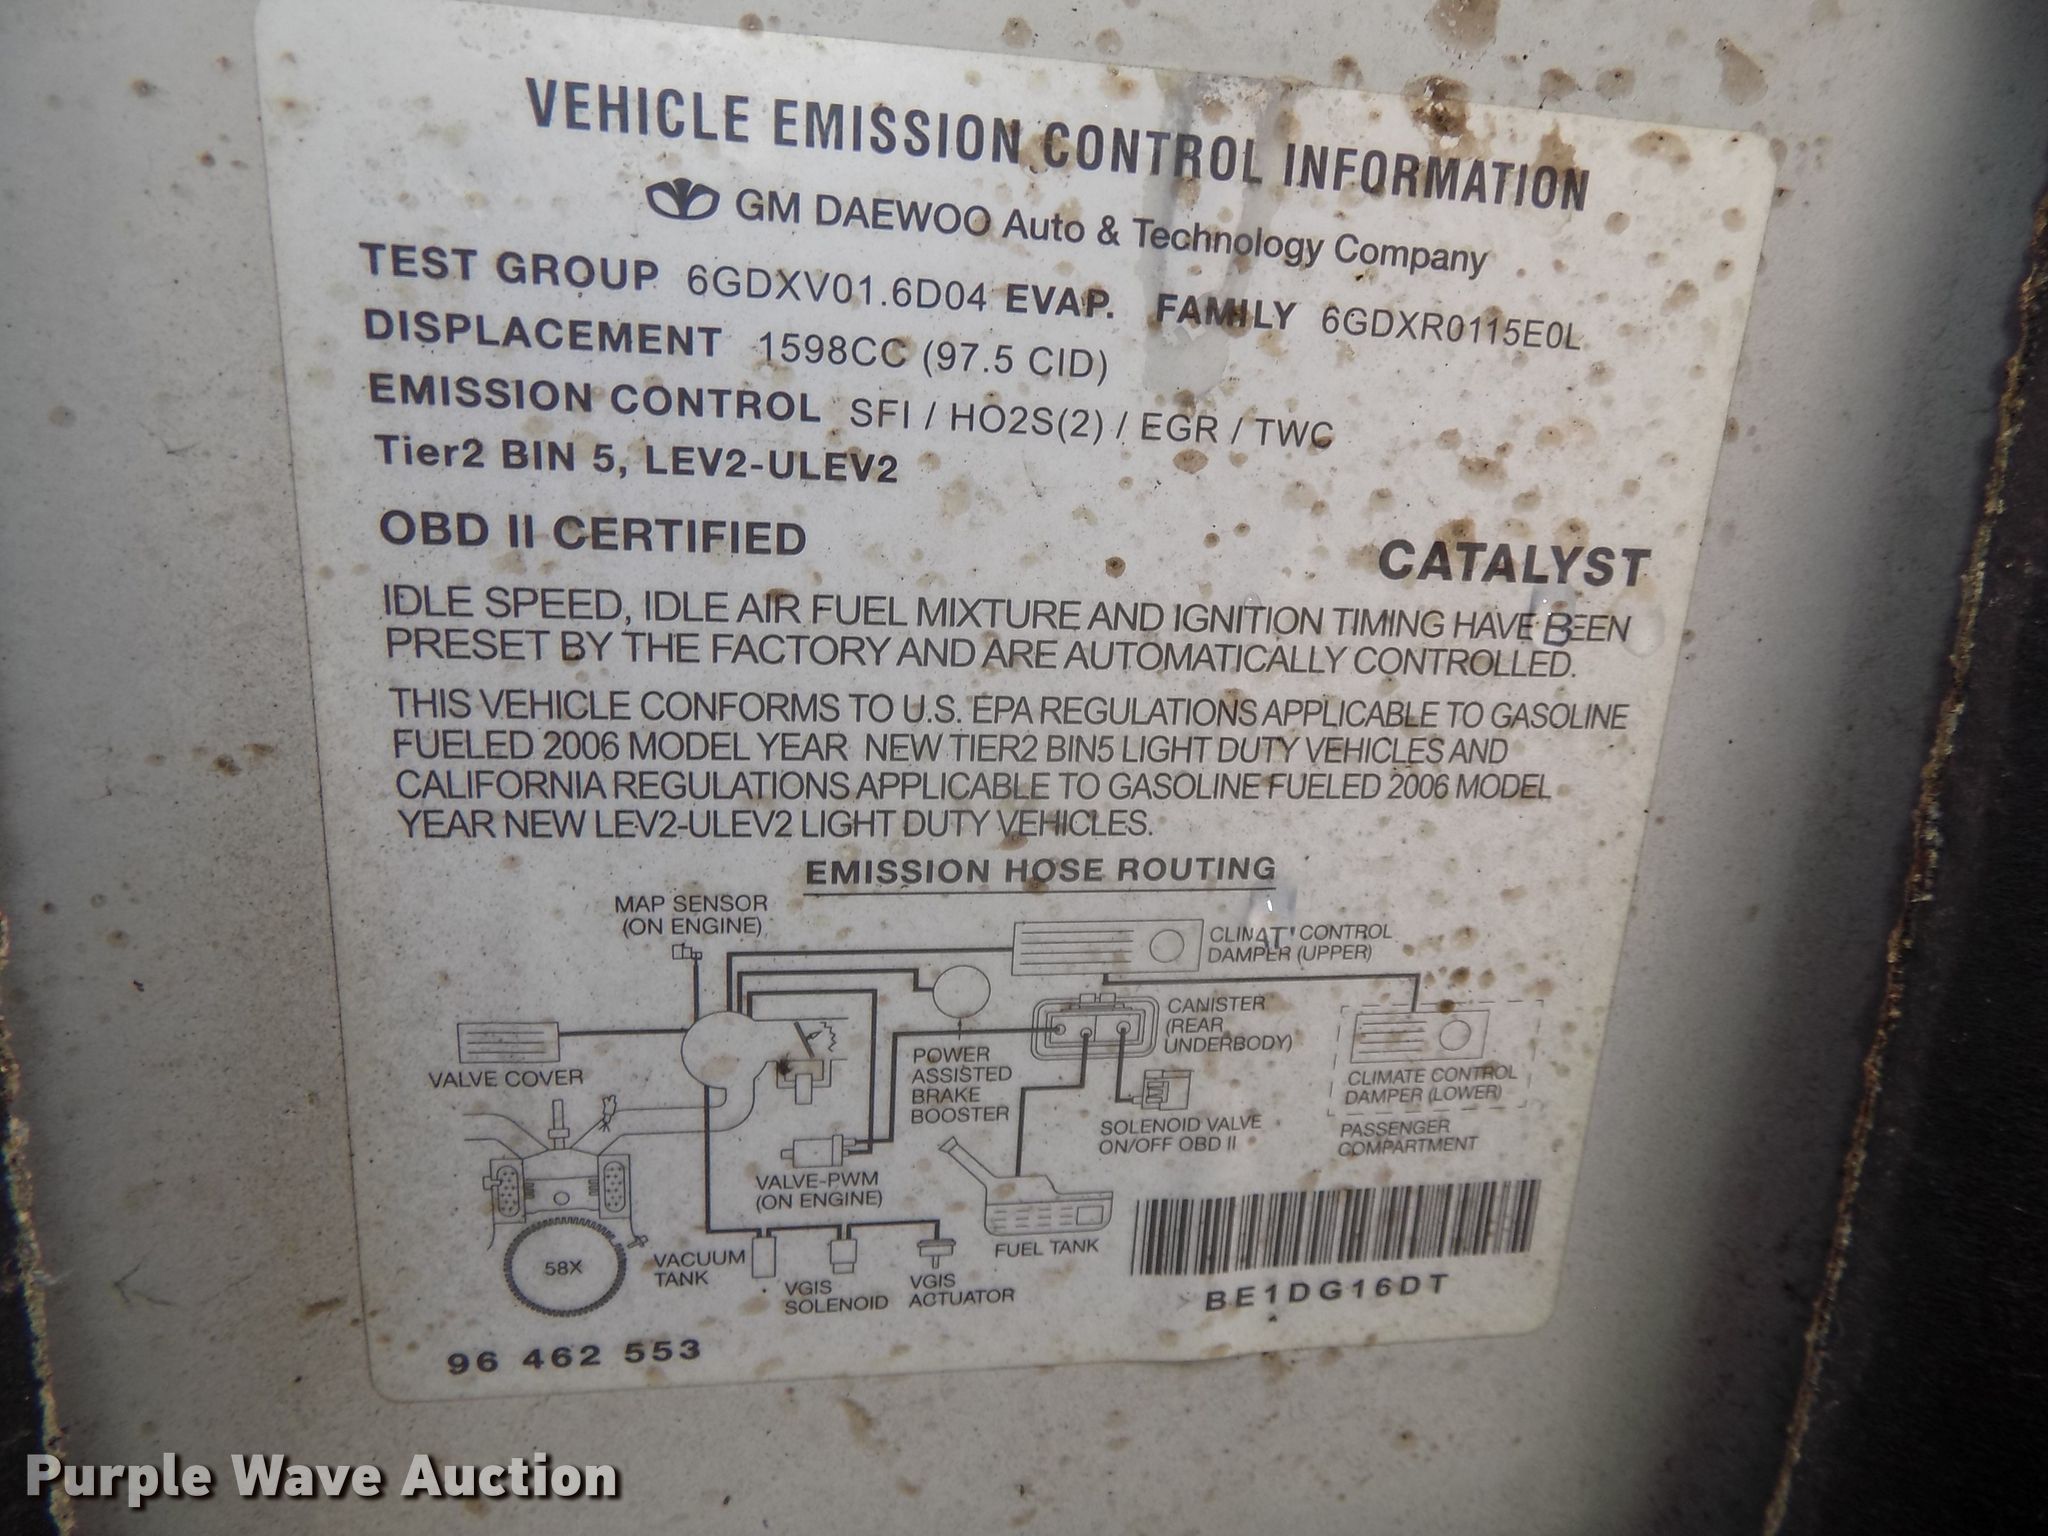 VEHICLE EMISSION CONTROL INFORMATION
GM DAEWOO Auto & Technology Company
TEST GROUP 6GDXV01.6D04 EVAP. FAMILY 6GDXR0115E0L
DISPLACEMENT 1598CC (97.5 CID)
EMISSION CONTROL SFI / HO2S(2) / EGR / TWC
Tier2 BIN 5, LEV2-ULEV2
OBD II CERTIFIED CATALYST
IDLE SPEED, IDLE AIR FUEL MIXTURE AND IGNITION TIMING HAVE BEEN
PRESET BY THE FACTORY AND ARE AUTOMATICALLY CONTROLLED.
THIS VEHICLE CONFORMS TO U.S. EPA REGULATIONS APPLICABLE TO GASOLINE
FUELED 2006 MODEL YEAR NEW TIER2 BIN5 LIGHT DUTY VEHICLES AND
CALIFORNIA REGULATIONS APPLICABLE TO GASOLINE FUELED 2006 MODEL
YEAR NEW LEV2-ULEV2 LIGHT DUTY VEHICLES.
EMISSION HOSE ROUTING
MAP SENSOR
(ON ENGINE)
CLIMATE CONTROL
DAMPER (UPPER)
CANISTER
(REAR
UNDERBODY)
VALVE COVER
POWER
ASSISTED
BRAKE
BOOSTER
CLIMATE CONTROL
DAMPER (LOWER)
SOLENOID VALVE
ON/OFF OBD II
PASSENGER
COMPARTMENT
VALVE-PWM
(ON ENGINE)
FUEL TANK
58X
VACUUM
TANK
VGIS
SOLENOID
VGIS
ACTUATOR
BE1DG16DT
96 462 553
Purple Wave Auction